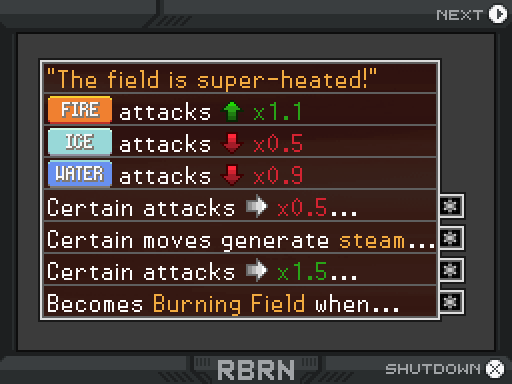 NEXT
"The field is super-heated!"
FIRE attacks x1.1
ICE attacks x0.5
WATER attacks x0.9
Certain attacks x0.5...
Certain moves generate steam...
Certain attacks x1.5...
Becomes Burning Field when...
RBRN
SHUTDOWN